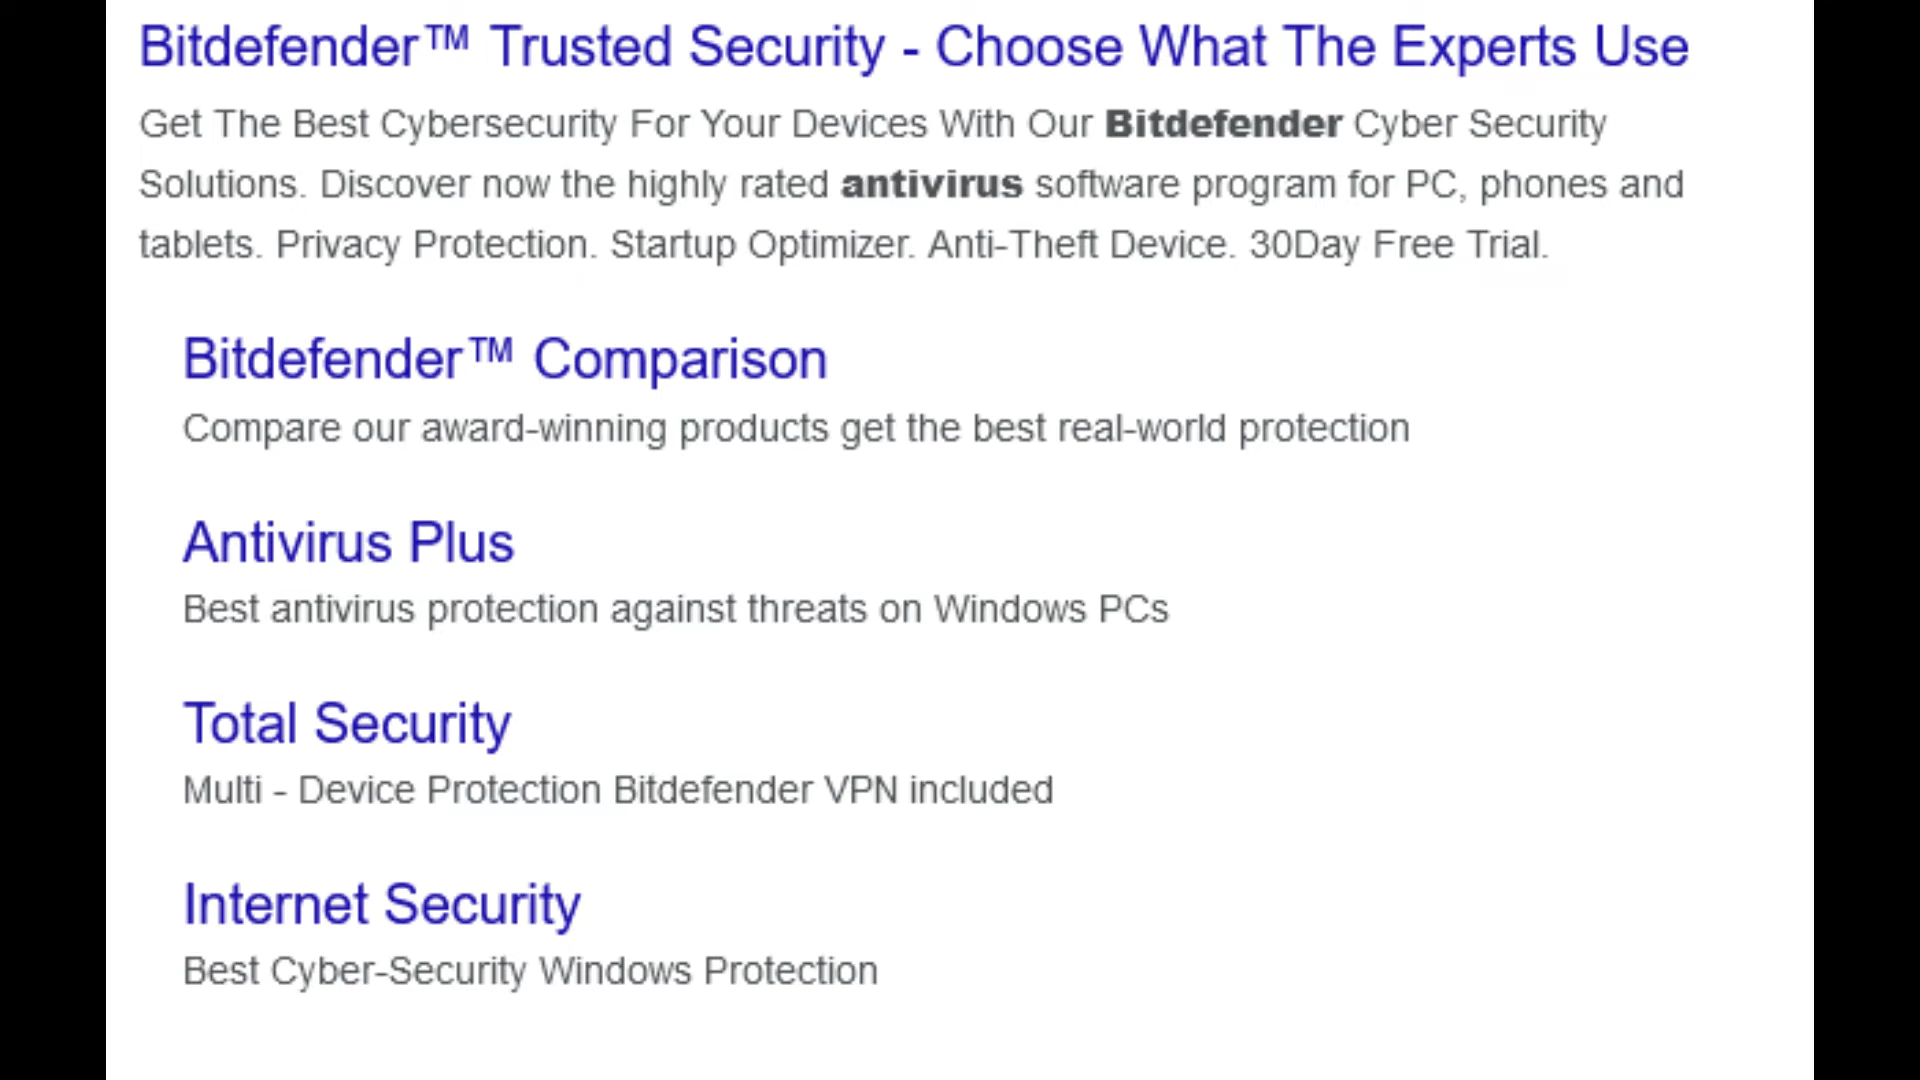 Bitdefender™ Trusted Security - Choose What The Experts Use
Get The Best Cybersecurity For Your Devices With Our Bitdefender Cyber Security
Solutions. Discover now the highly rated antivirus software program for PC, phones and
tablets. Privacy Protection. Startup Optimizer. Anti-Theft Device. 30Day Free Trial.
Bitdefender™ Comparison
Compare our award-winning products get the best real-world protection
Antivirus Plus
Best antivirus protection against threats on Windows PCs
Total Security
Multi - Device Protection Bitdefender VPN included
Internet Security
Best Cyber-Security Windows Protection